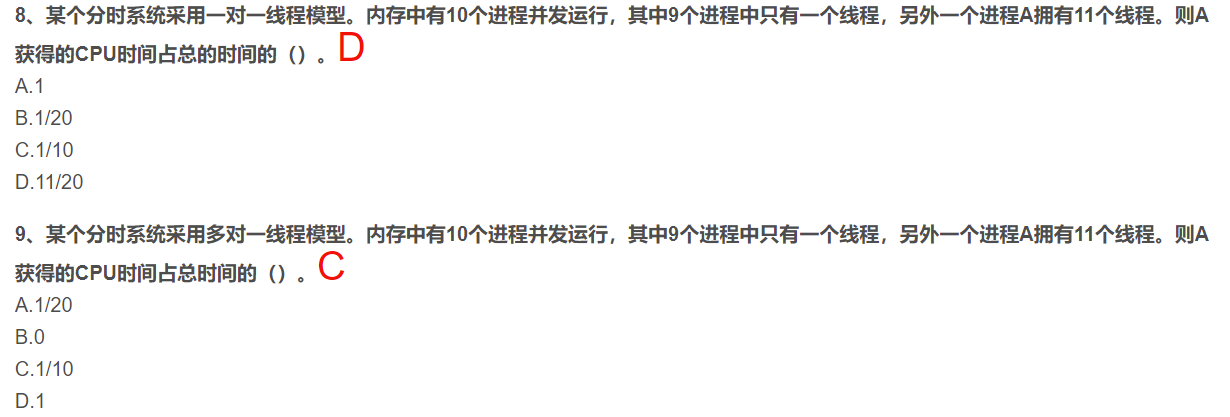 8、某个分时系统采用一对一线程模型。内存中有10个进程并发运行，其中9个进程中只有一个线程，另外一个进程A拥有11个线程。则A
获得的CPU时间占总的时间的（）。D
A.1
B.1/20
C.1/10
D.11/20
9、某个分时系统采用多对一线程模型。内存中有10个进程并发运行，其中9个进程中只有一个线程，另外一个进程A拥有11个线程。则A
获得的CPU时间占总时间的（）。C
A.1/20
B.0
C.1/10
D.1